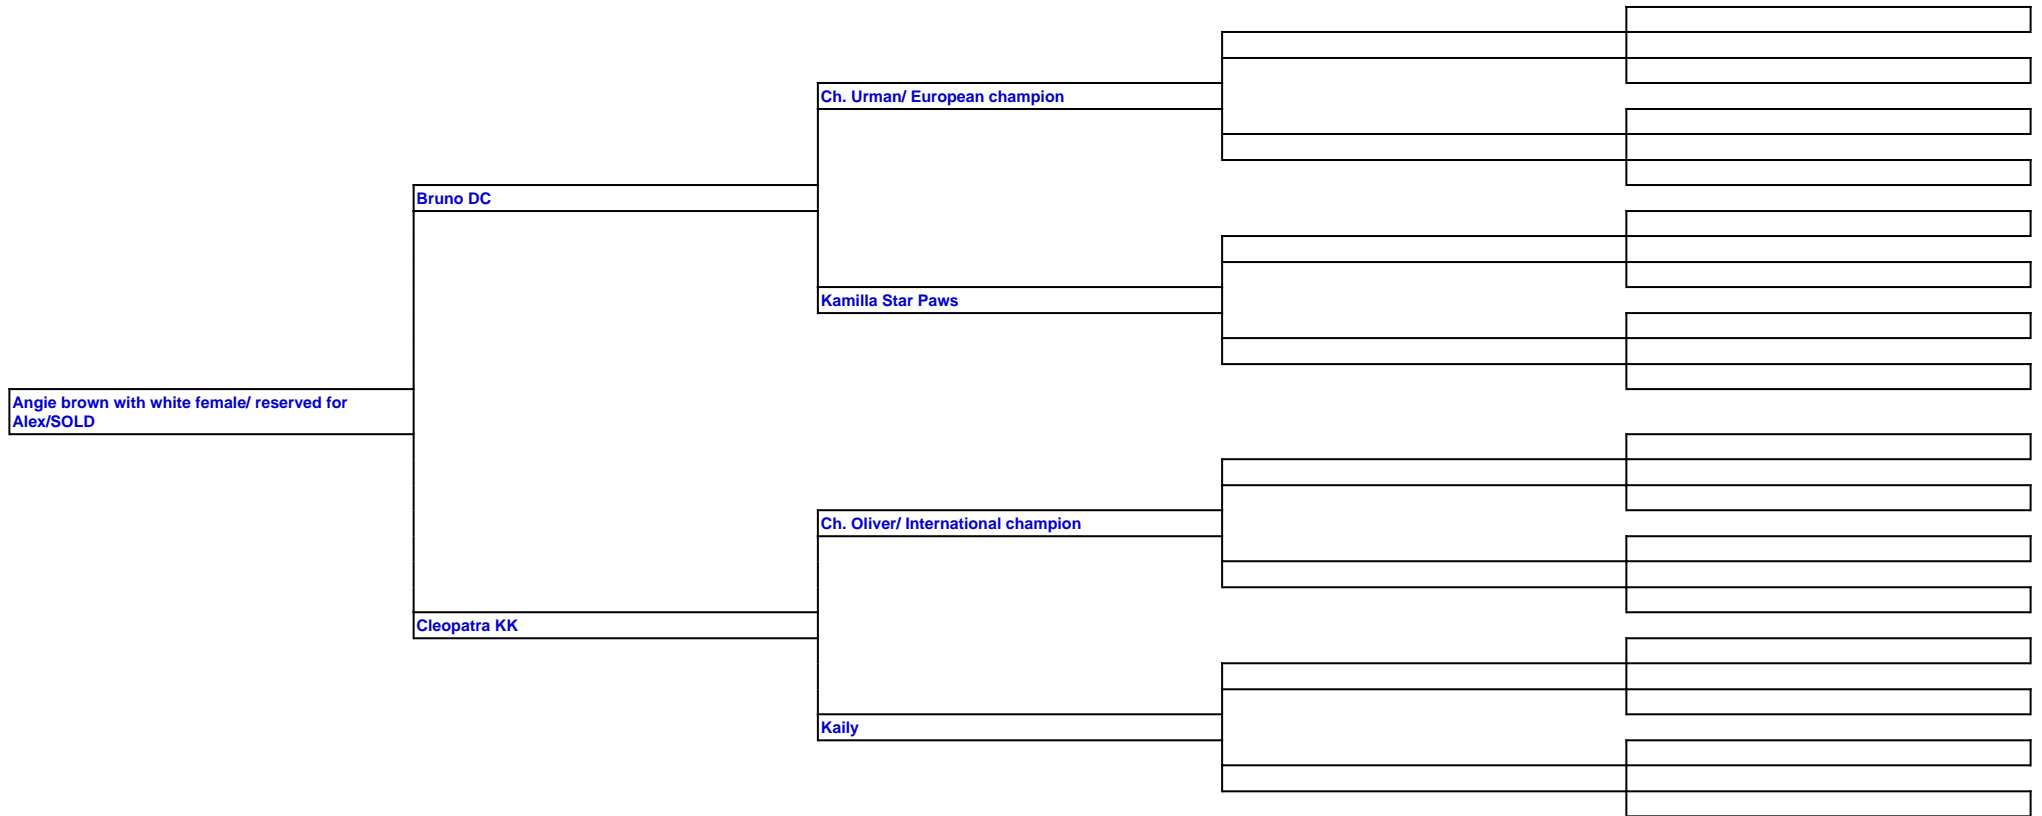 Ch. Urman/ European champion
Bruno DC
Kamilla Star Paws
Angie brown with white female/ reserved for
Alex/SOLD
Ch. Oliver/ International champion
Cleopatra KK
Kaily